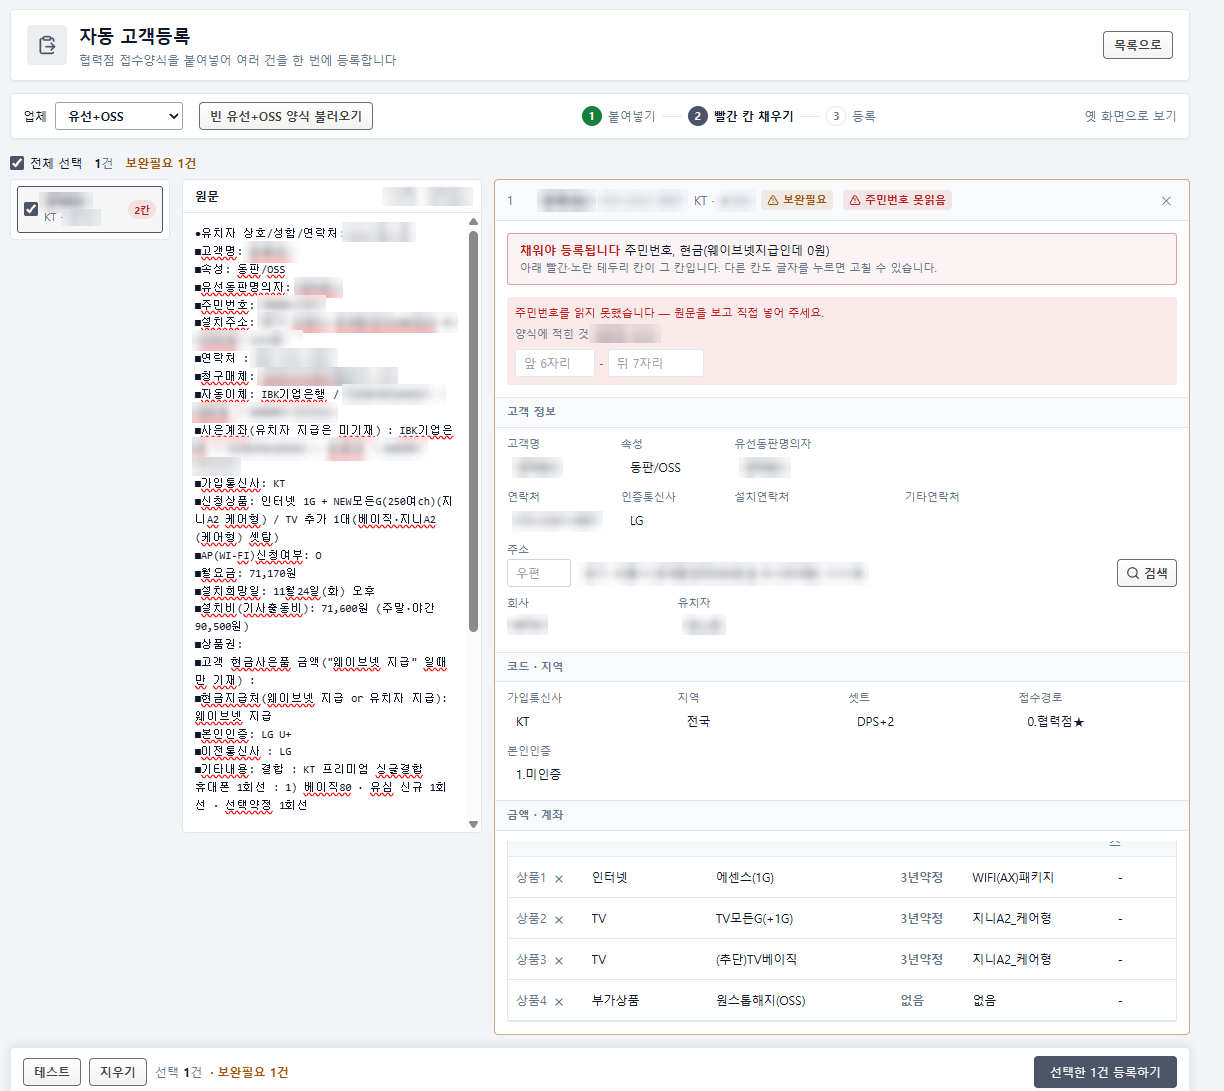 자동 고객등록
협력점 접수양식을 붙여넣어 여러 건을 한 번에 등록합니다
목록으로
업체 유선+OSS 빈 유선+OSS 양식 불러오기
1 붙여넣기 2 빨간 칸 채우기 3 등록
옛 화면으로 보기
전체 선택 1건 보완필요 1건
KT ·
2칸
원문
●유치자 상호/성함/연락처:
■고객명:
■속성: 동판/OSS
■유선동판명의자:
■주민번호:
■설치주소:
■연락처 :
■청구매체:
■자동이체: IBK기업은행 /
■사은계좌(유치자 지급은 미기재) : IBK기업은
■가입통신사: KT
■신청상품: 인터넷 1G + NEW모든G(250여ch)(지
니A2 케어형) / TV 추가 1대(베이직·지니A2
(케어형) 셋탑)
■AP(WI-FI)신청여부: O
■월요금: 71,170원
■설치희망일: 11월24일(화) 오후
■설치비(기사출동비): 71,600원 (주말·야간
90,500원)
■상품권:
■고객 현금사은품 금액("웨이브넷 지급" 일때
만 기재) :
■현금지급처(웨이브넷 지급 or 유치자 지급):
웨이브넷 지급
■본인인증: LG U+
■이전통신사 : LG
■기타내용: 결합 : KT 프리미엄 싱글결합
휴대폰 1회선 : 1) 베이직80 · 유심 신규 1회
선 · 선택약정 1회선
1 KT · 보완필요 주민번호 못읽음
채워야 등록됩니다 주민번호, 현금(웨이브넷지급인데 0원)
아래 빨간·노란 테두리 칸이 그 칸입니다. 다른 칸도 글자를 누르면 고칠 수 있습니다.
주민번호를 읽지 못했습니다 — 원문을 보고 직접 넣어 주세요.
양식에 적힌 것
앞 6자리 - 뒤 7자리
고객 정보
고객명 속성 유선동판명의자
동판/OSS
연락처 인증통신사 설치연락처 기타연락처
LG
주소
우편 검색
회사 유치자
코드 · 지역
가입통신사 지역 셋트 접수경로
KT 전국 DPS+2 0.협력점★
본인인증
1.미인증
금액 · 계좌
상품1 × 인터넷 에센스(1G) 3년약정 WIFI(AX)패키지 -
상품2 × TV TV모든G(+1G) 3년약정 지니A2_케어형 -
상품3 × TV (추단)TV베이직 3년약정 지니A2_케어형 -
상품4 × 부가상품 원스톱해지(OSS) 없음 없음 -
테스트 지우기 선택 1건 · 보완필요 1건
선택한 1건 등록하기